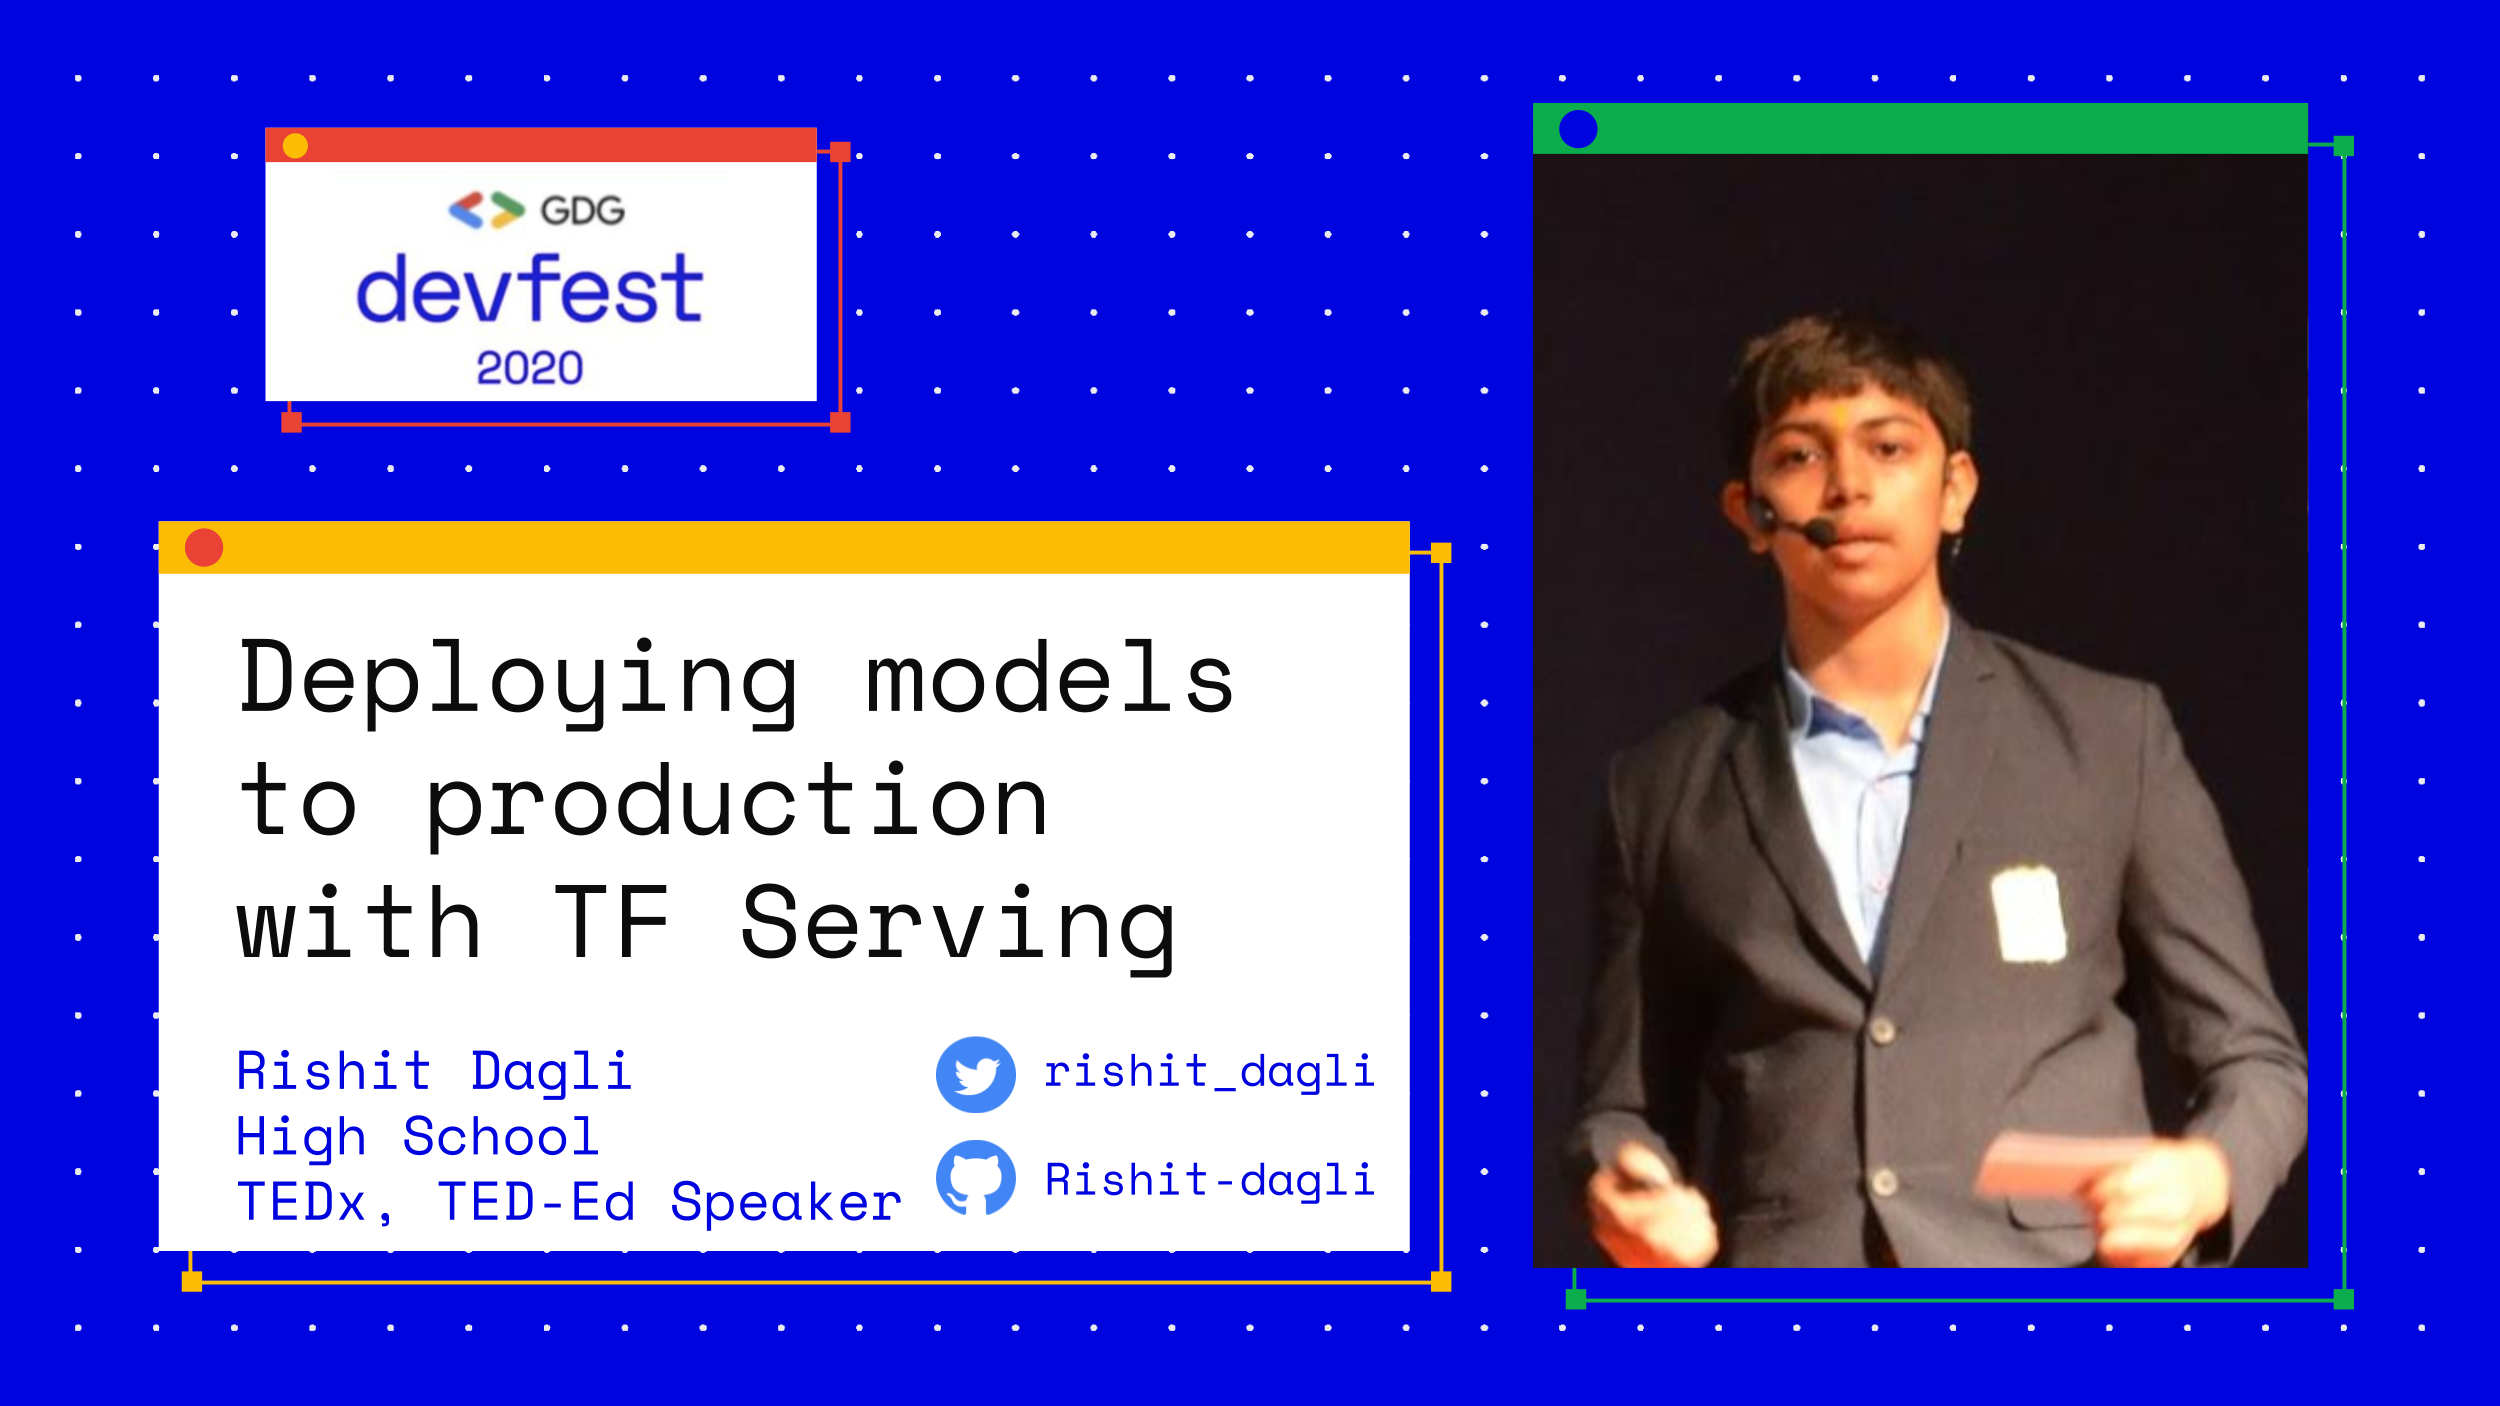 GDG
devfest
2020
Deploying models
to production
with TF Serving
Rishit Dagli
High School
TEDx, TED-Ed Speaker
rishit_dagli
Rishit-dagli